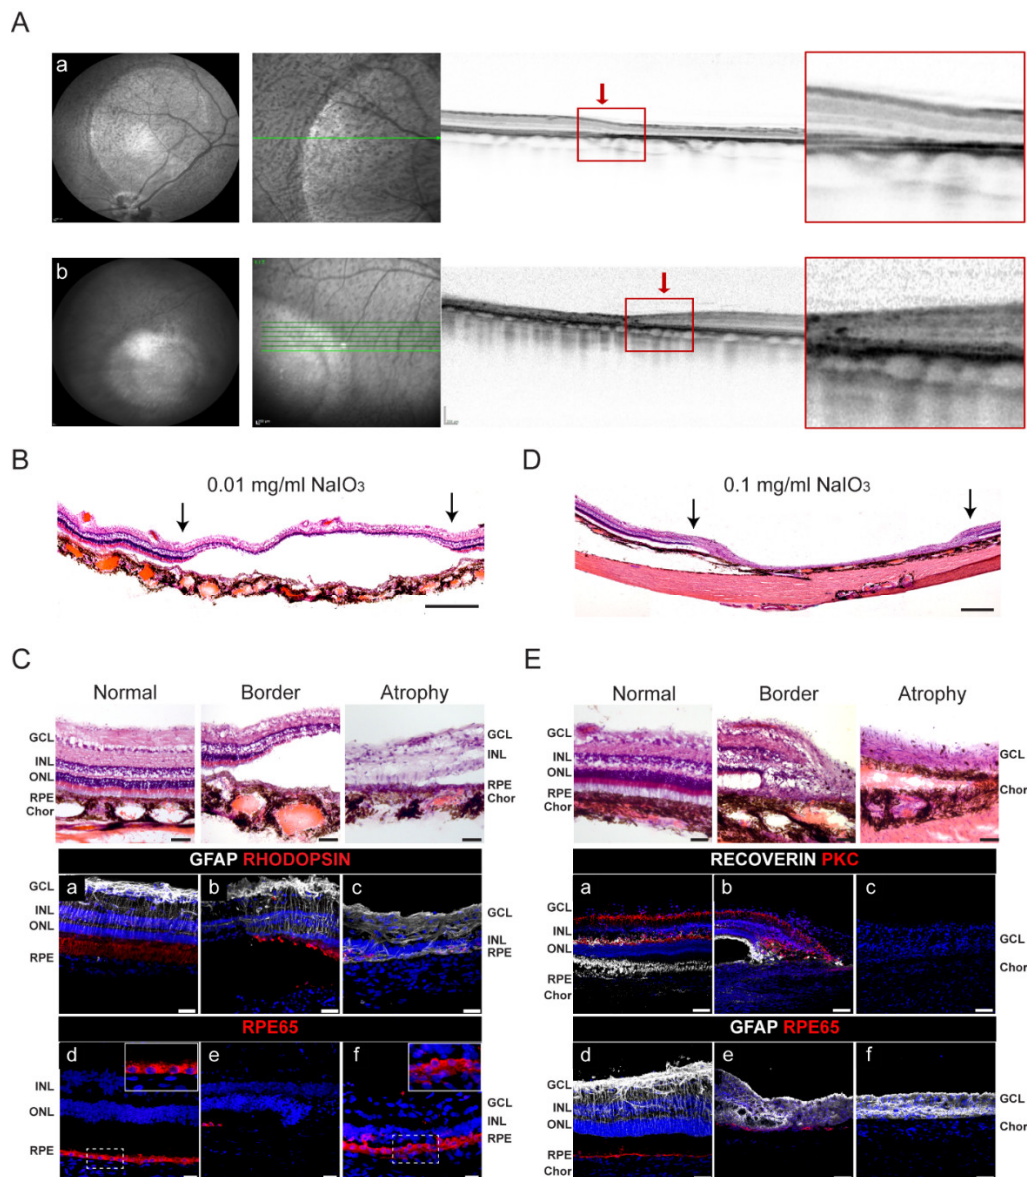 A
a
b
B
0.01 mg/ml NaIO3
D
0.1 mg/ml NaIO3
C
Normal Border Atrophy
GCL
INL
ONL
RPE
Chor
GCL
INL
RPE
Chor
GFAP RHODOPSIN
a b c
GCL
INL
ONL
RPE
GCL
INL
RPE
RPE65
d e f
INL
ONL
RPE
GCL
INL
RPE
E
Normal Border Atrophy
GCL
INL
ONL
RPE
Chor
GCL
Chor
RECOVERIN PKC
a b c
GCL
INL
ONL
RPE
Chor
GCL
Chor
GFAP RPE65
d e f
GCL
INL
ONL
RPE
Chor
GCL
Chor